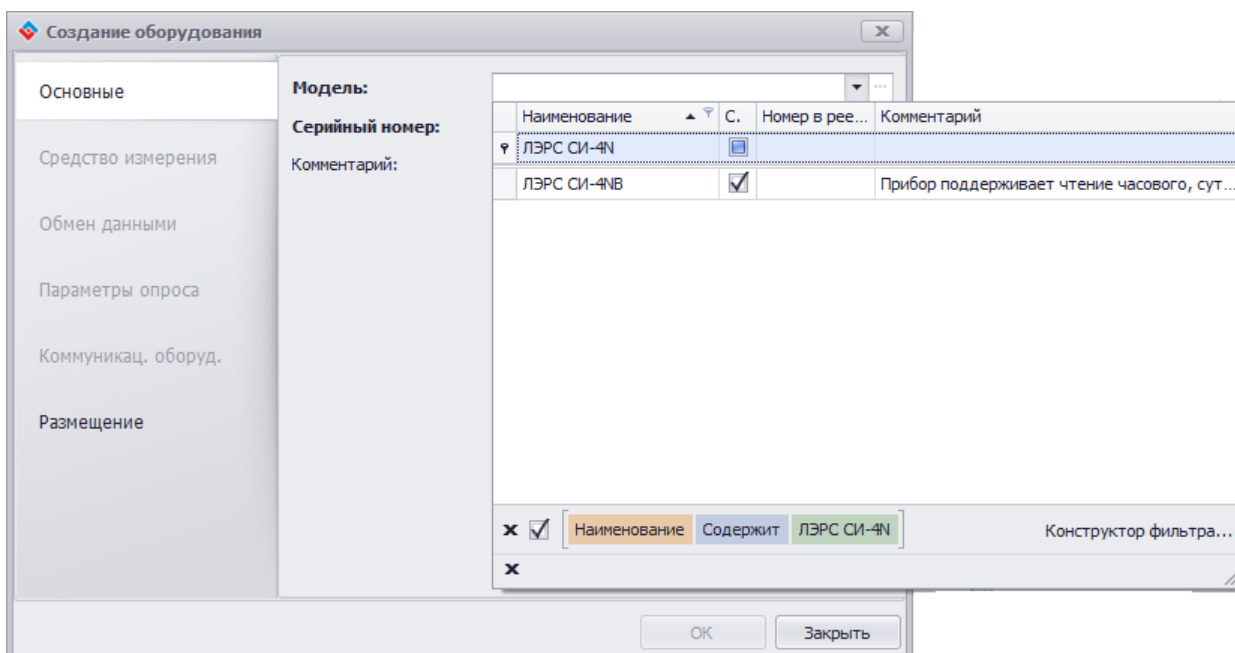 Создание оборудования
Основные
Средство измерения
Обмен данными
Параметры опроса
Коммуникац. оборуд.
Размещение
Модель:
Серийный номер:
Комментарий:
Наименование С. Номер в рее... Комментарий
ЛЭРС СИ-4N
ЛЭРС СИ-4NB Прибор поддерживает чтение часового, сут...
Наименование Содержит ЛЭРС СИ-4N Конструктор фильтра...
ОК Закрыть